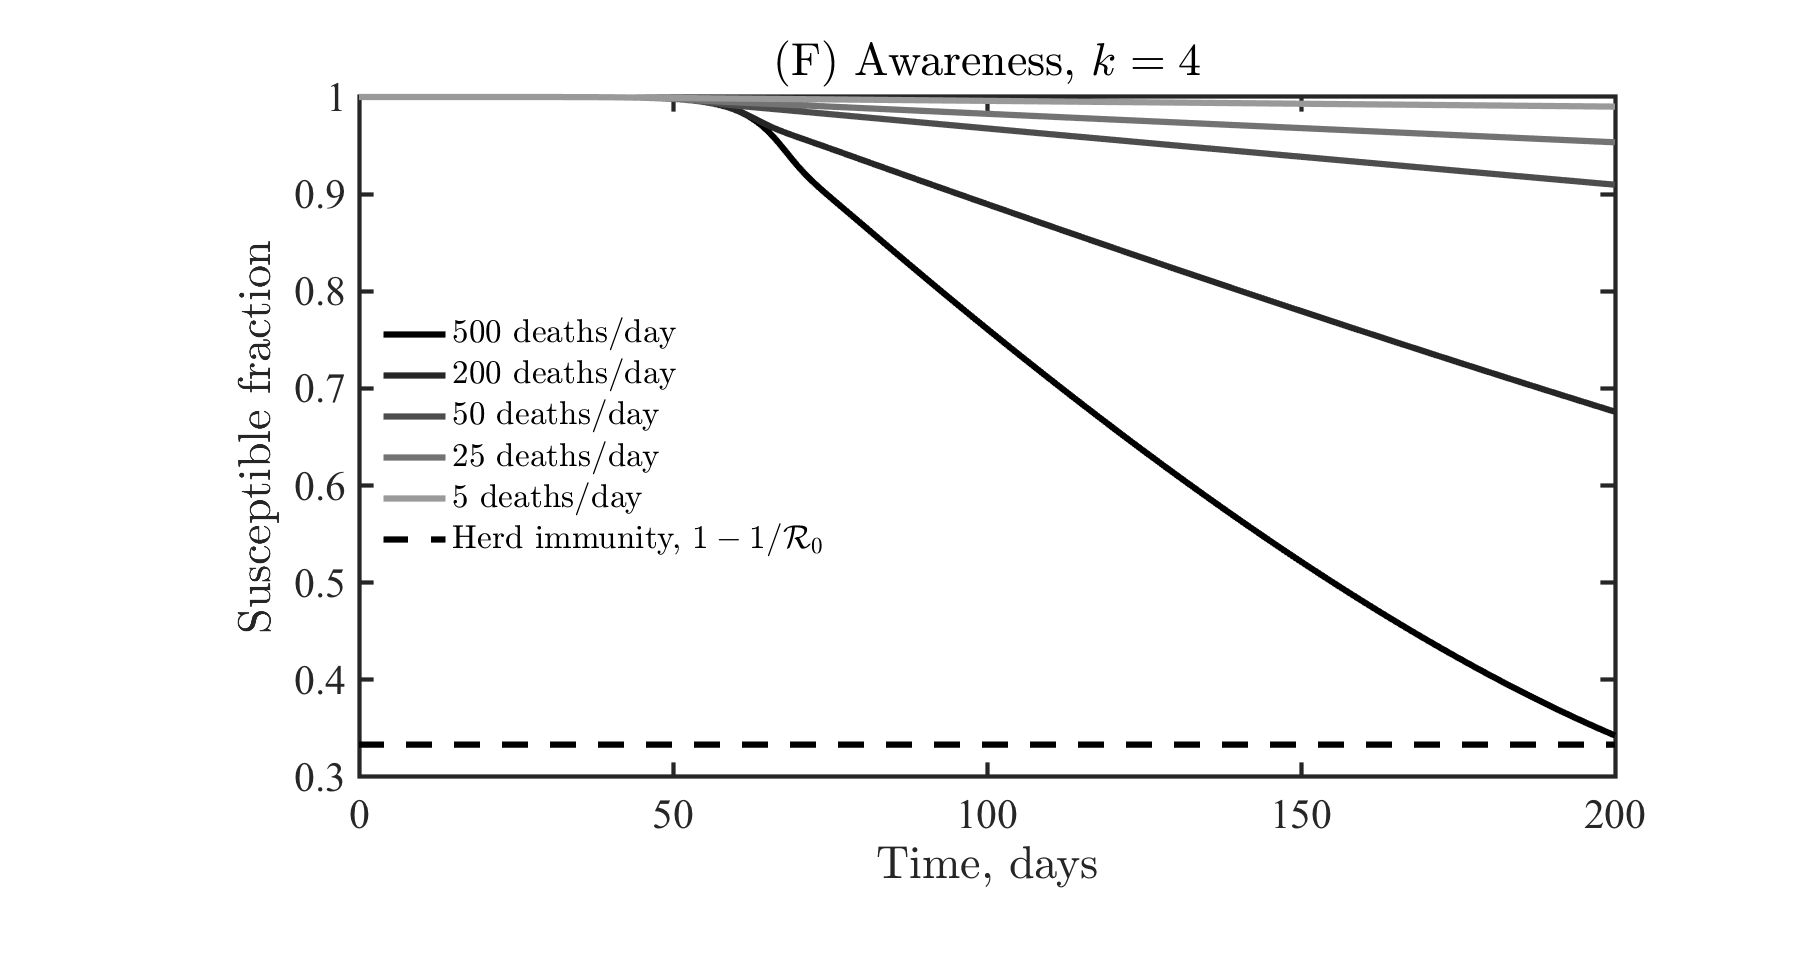 (F) Awareness, k = 4
Susceptible fraction
1
0.9
0.8
0.7
0.6
0.5
0.4
0.3
500 deaths/day
200 deaths/day
50 deaths/day
25 deaths/day
5 deaths/day
Herd immunity, 1 − 1/ℛ₀
0 50 100 150 200
Time, days